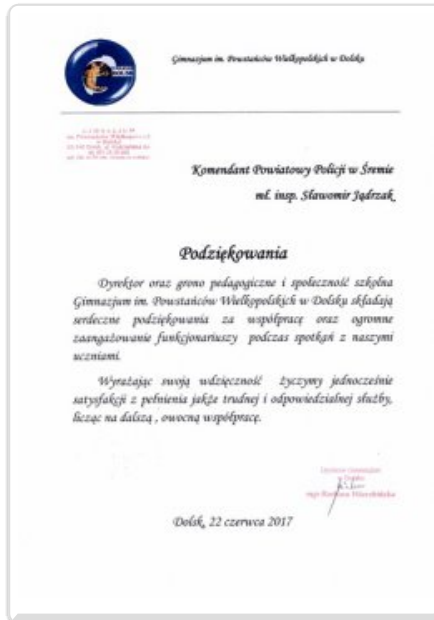 Gimnazjum im. Powstańców Wielkopolskich w Dolsku
Komendant Powiatowy Policji w Śremie
mł. insp. Sławomir Jądrzak
Podziękowania
Dyrektor oraz grono pedagogiczne i społeczność szkolna
Gimnazjum im. Powstańców Wielkopolskich w Dolsku składają
serdeczne podziękowania za współpracę oraz ogromne
zaangażowanie funkcjonariuszy podczas spotkań z naszymi
uczniami.
Wyrażając swoją wdzięczność życzymy jednocześnie
satysfakcji z pełnienia jakże trudnej i odpowiedzialnej służby,
licząc na dalszą , owocną współpracę.
Dolsk, 22 czerwca 2017